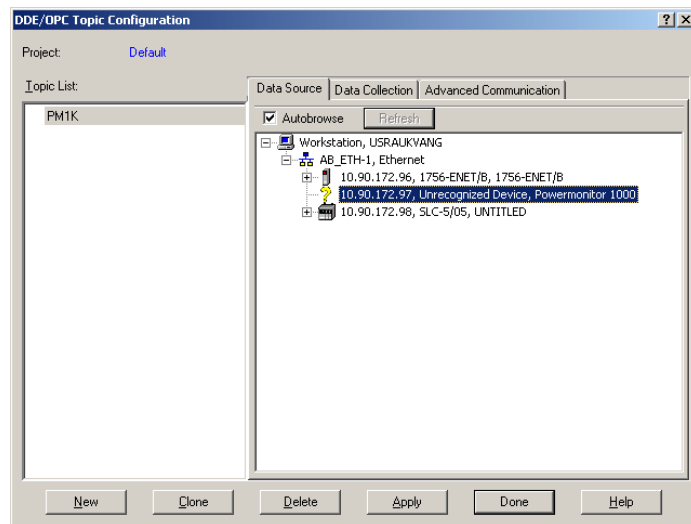 DDE/OPC Topic Configuration
Project: Default
Topic List:
PM1K
Data Source Data Collection Advanced Communication
Autobrowse Refresh
Workstation, USRAUKVANG
AB_ETH-1, Ethernet
10.90.172.96, 1756-ENET/B, 1756-ENET/B
10.90.172.97, Unrecognized Device, Powermonitor 1000
10.90.172.98, SLC-5/05, UNTITLED
New Clone Delete Apply Done Help